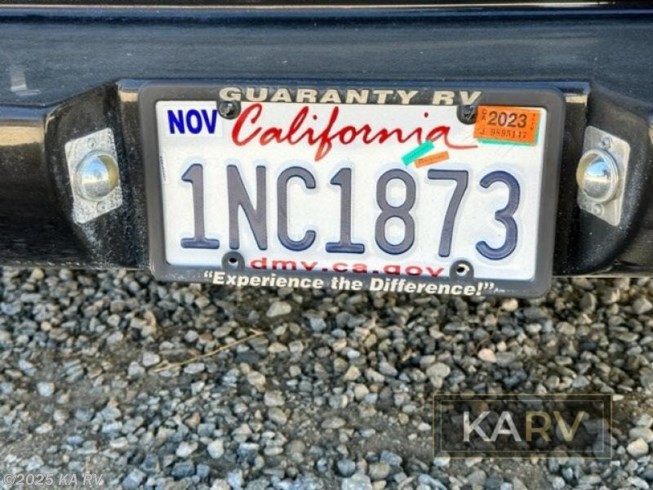 GUARANTY RV
NOV California 2023
1NC1873
dmv.ca.gov
"Experience the Difference!"
KARV
©2025 KA RV